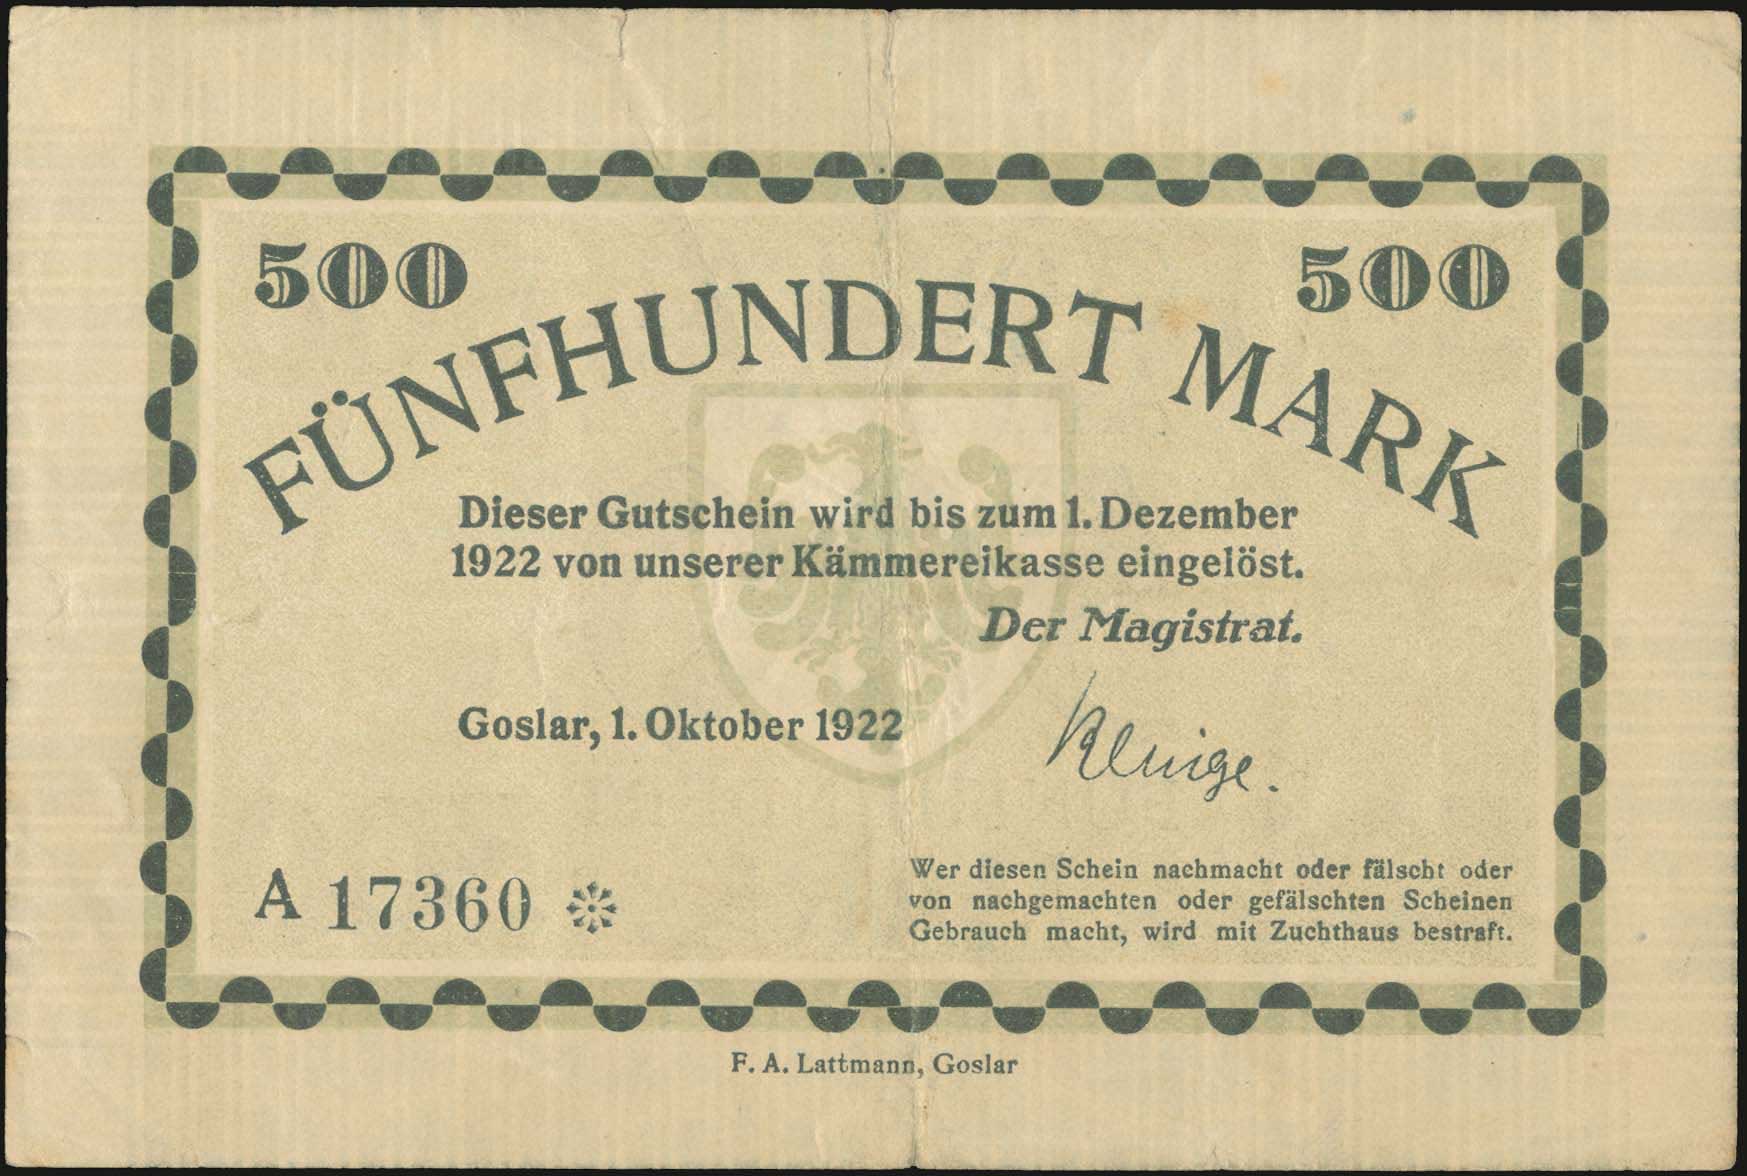 500
500
FÜNFHUNDERT MARK
Dieser Gutschein wird bis zum 1. Dezember
1922 von unserer Kämmereikasse eingelöst.
Der Magistrat.
Goslar, 1. Oktober 1922
A 17360
Wer diesen Schein nachmacht oder fälscht oder
von nachgemachten oder gefälschten Scheinen
Gebrauch macht, wird mit Zuchthaus bestraft.
F. A. Lattmann, Goslar